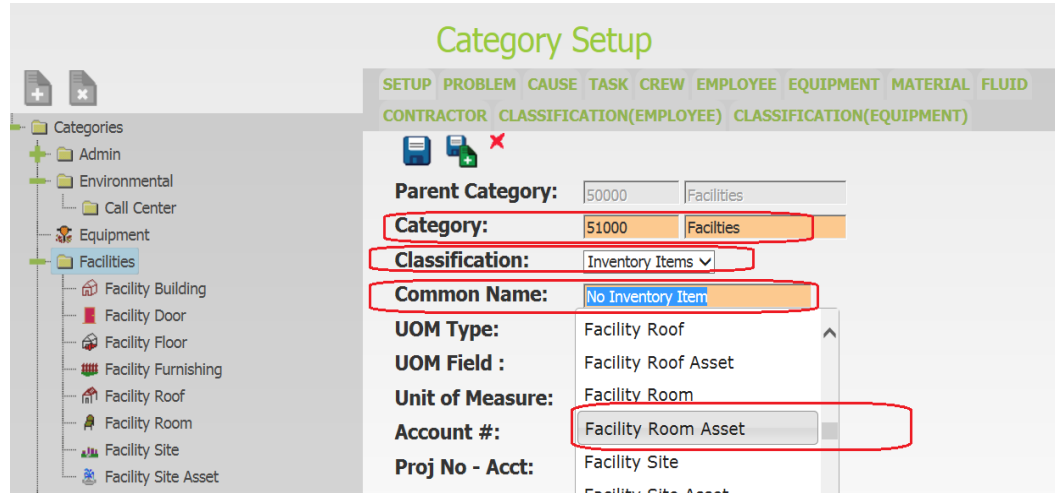 Category Setup
Categories
Admin
Environmental
Call Center
Equipment
Facilities
Facility Building
Facility Door
Facility Floor
Facility Furnishing
Facility Roof
Facility Room
Facility Site
Facility Site Asset
SETUP PROBLEM CAUSE TASK CREW EMPLOYEE EQUIPMENT MATERIAL FLUID
CONTRACTOR CLASSIFICATION(EMPLOYEE) CLASSIFICATION(EQUIPMENT)
Parent Category: 50000 Facilities
Category: 51000 Facilties
Classification: Inventory Items
Common Name: No Inventory Item
UOM Type:
UOM Field :
Unit of Measure:
Account #:
Proj No - Acct:
Facility Roof
Facility Roof Asset
Facility Room
Facility Room Asset
Facility Site
Facility Site Asset